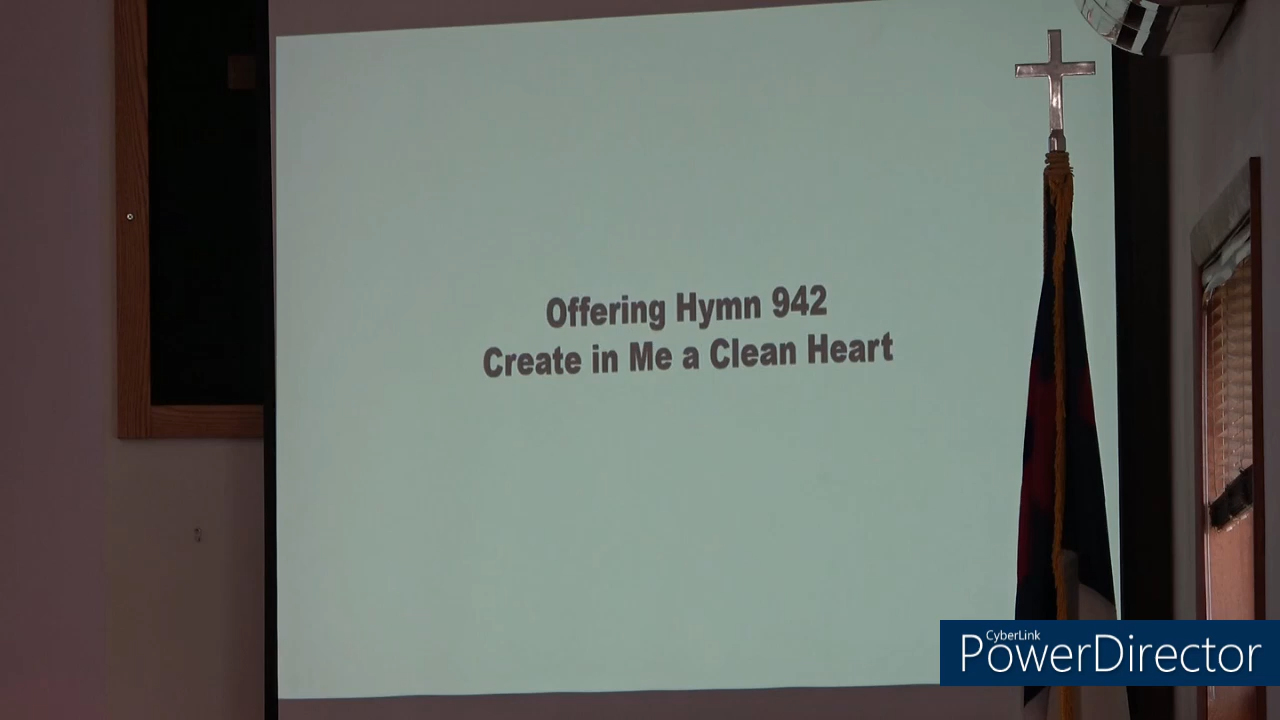 Offering Hymn 942
Create in Me a Clean Heart
CyberLink
PowerDirector